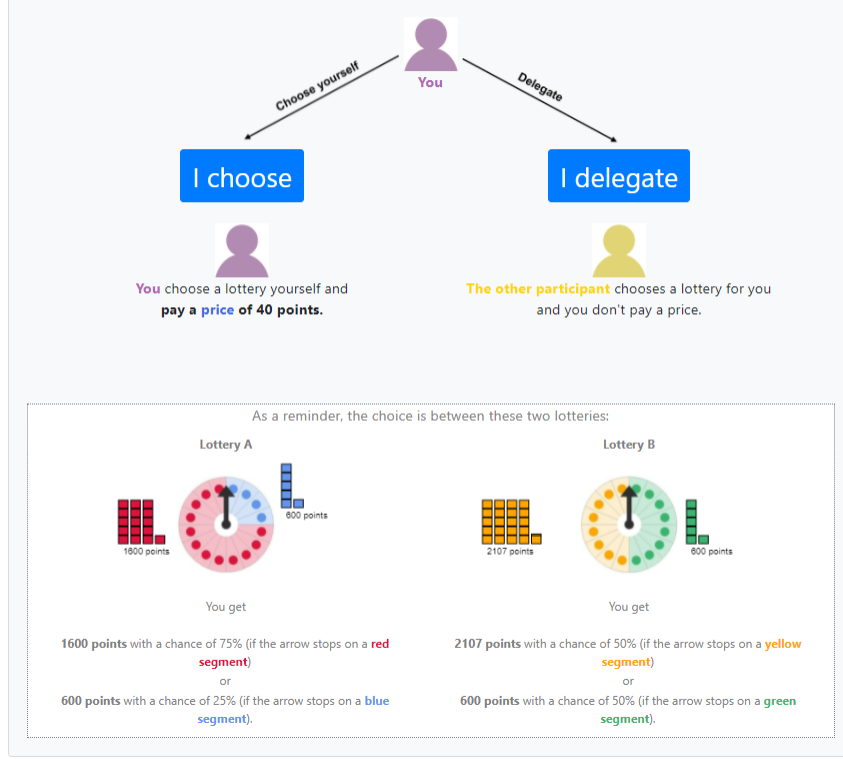 Choose yourself
Delegate
You
I choose
I delegate
You choose a lottery yourself and
pay a price of 40 points.
The other participant chooses a lottery for you
and you don't pay a price.
As a reminder, the choice is between these two lotteries:
Lottery A
1600 points
600 points
You get
1600 points with a chance of 75% (if the arrow stops on a red
segment)
or
600 points with a chance of 25% (if the arrow stops on a blue
segment).
Lottery B
2107 points
600 points
You get
2107 points with a chance of 50% (if the arrow stops on a yellow
segment)
or
600 points with a chance of 50% (if the arrow stops on a green
segment).